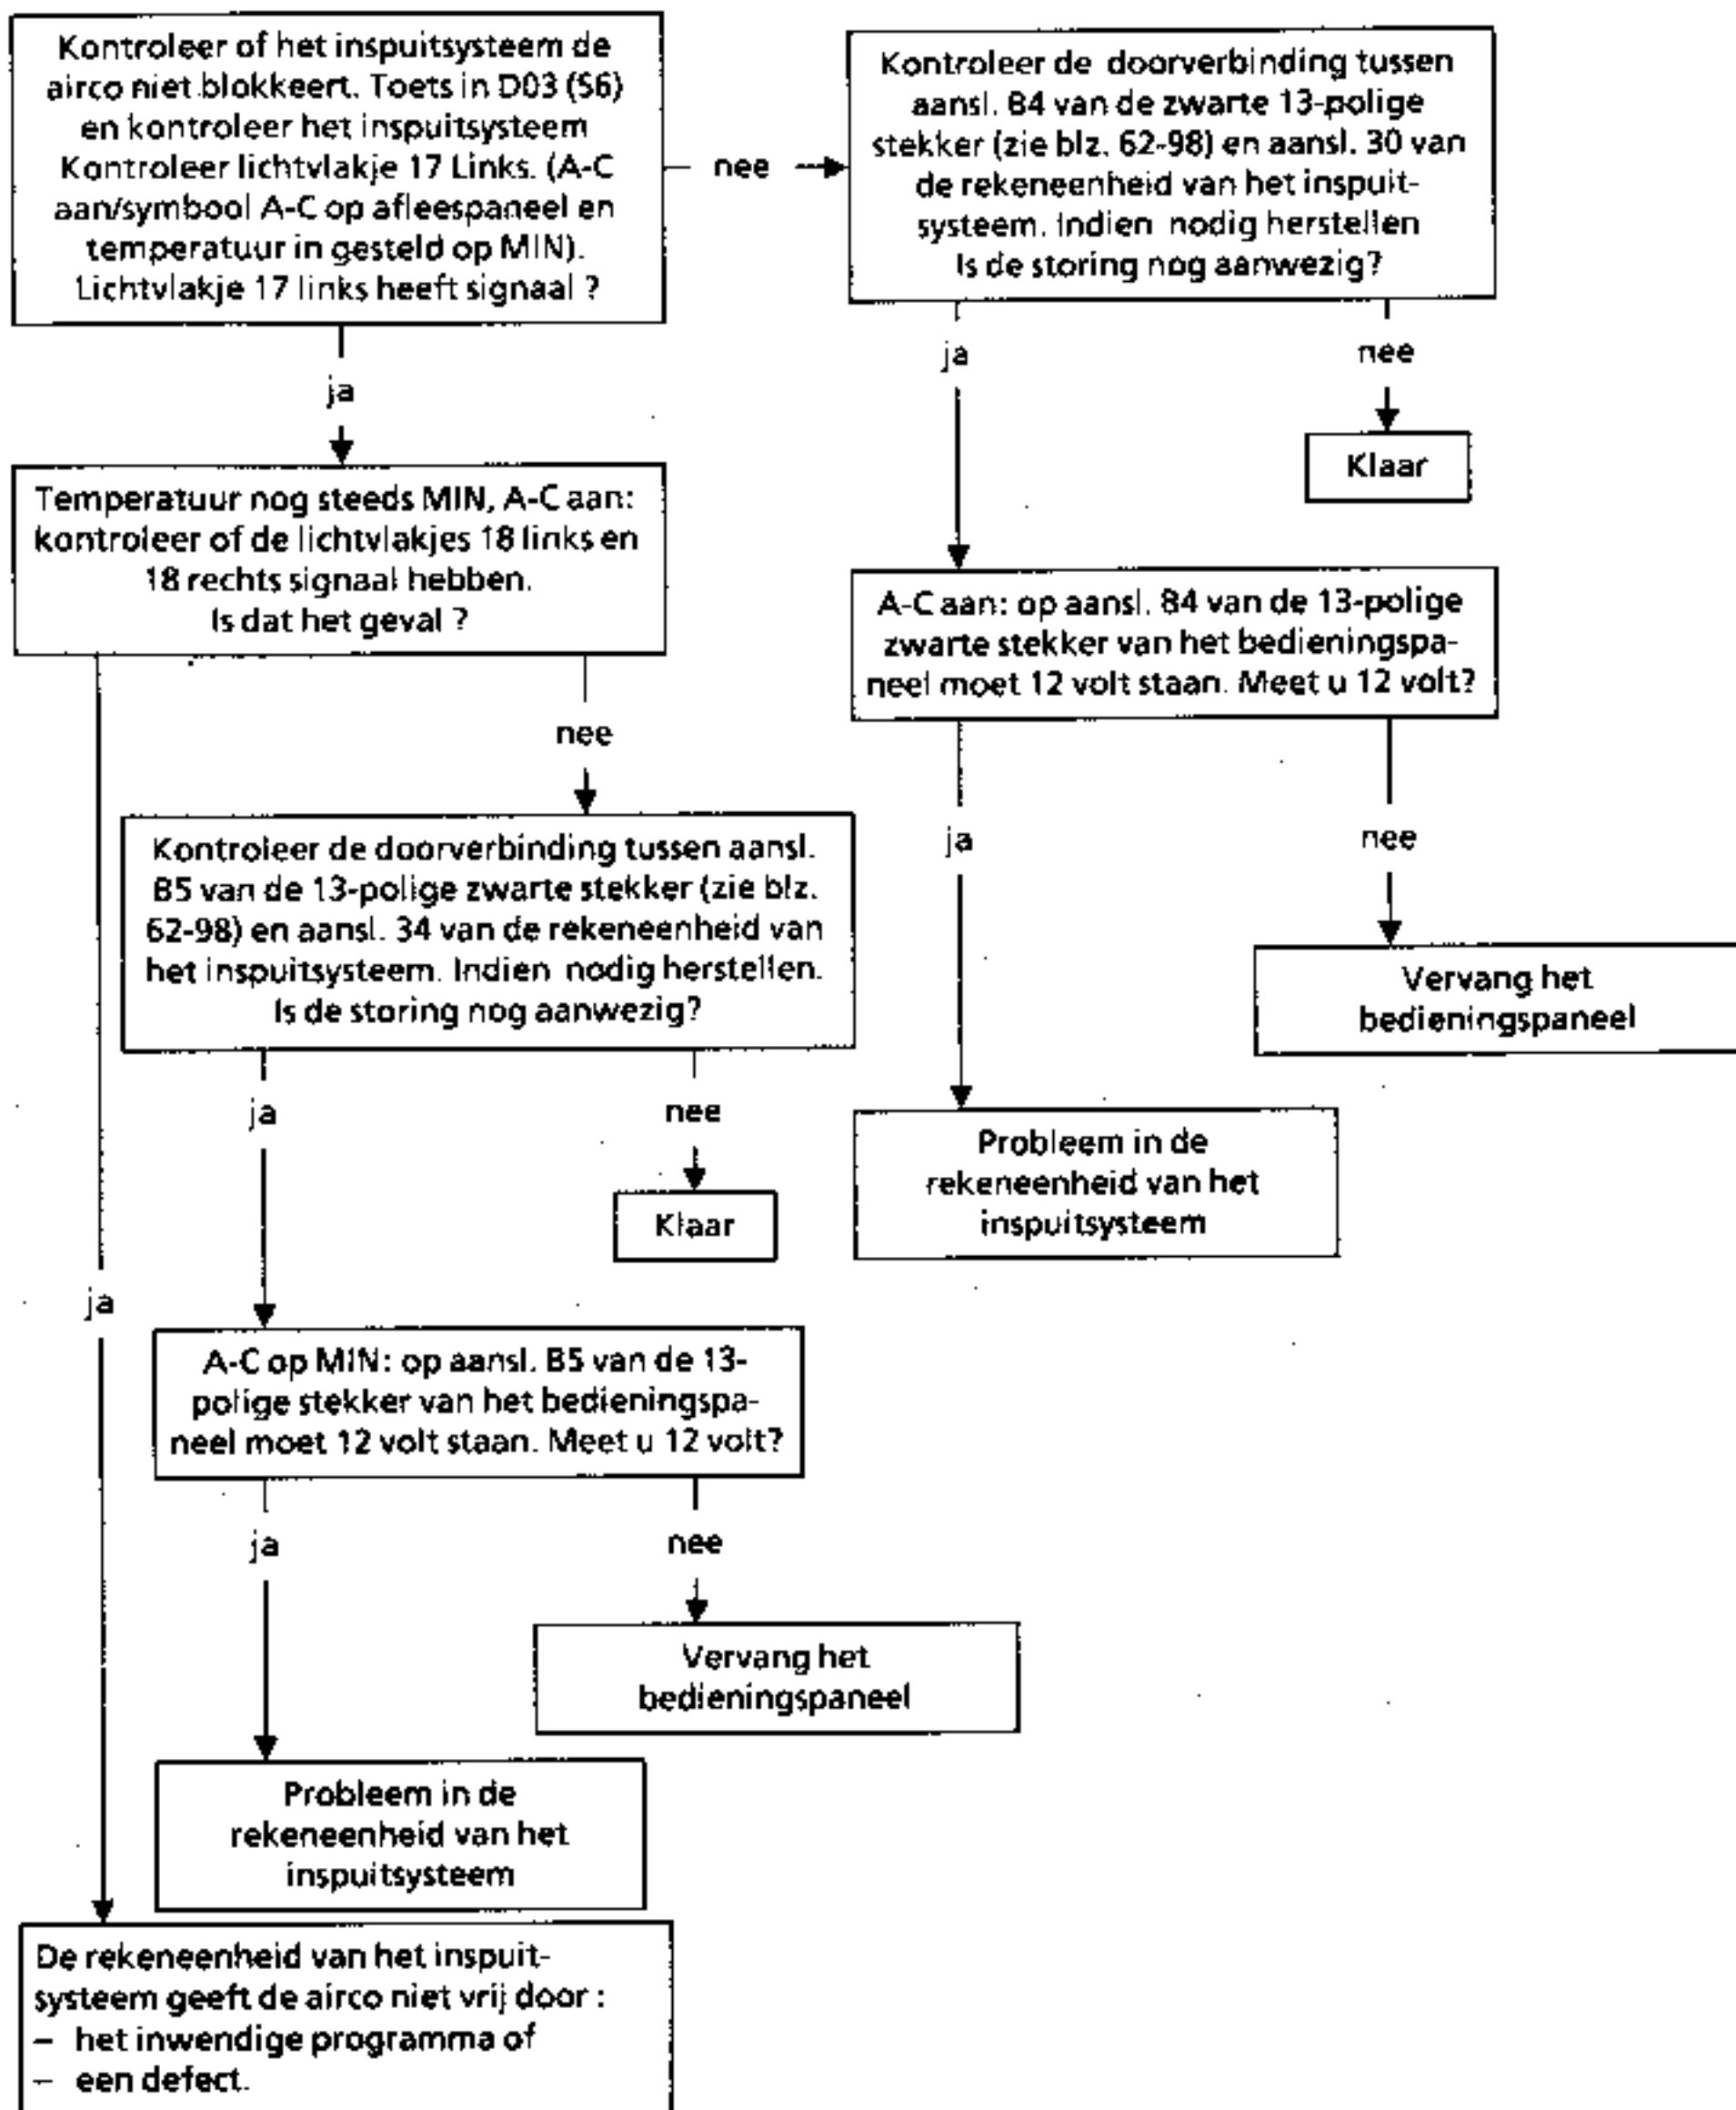 Kontroleer of het inspuitsysteem de
airco niet blokkeert. Toets in D03 (S6)
en kontroleer het inspuitsysteem
Kontroleer lichtvlakje 17 Links. (A-C
aan/symbool A-C op afleespaneel en
temperatuur in gesteld op MIN).
Lichtvlakje 17 links heeft signaal ?
nee
Kontroleer de doorverbinding tussen
aansl. B4 van de zwarte 13-polige
stekker (zie blz. 62-98) en aansl. 30 van
de rekeneenheid van het inspuit-
systeem. Indien nodig herstellen
Is de storing nog aanwezig?
ja
ja
nee
Klaar
Temperatuur nog steeds MIN, A-C aan:
kontroleer of de lichtvlakjes 18 links en
18 rechts signaal hebben.
Is dat het geval ?
A-C aan: op aansl. B4 van de 13-polige
zwarte stekker van het bedieningspa-
neel moet 12 volt staan. Meet u 12 volt?
nee
ja
nee
Kontroleer de doorverbinding tussen aansl.
B5 van de 13-polige zwarte stekker (zie blz.
62-98) en aansl. 34 van de rekeneenheid van
het inspuitsysteem. Indien nodig herstellen.
Is de storing nog aanwezig?
Vervang het
bedieningspaneel
ja
nee
Probleem in de
rekeneenheid van het
inspuitsysteem
Klaar
ja
A-C op MIN: op aansl. B5 van de 13-
polige stekker van het bedieningspa-
neel moet 12 volt staan. Meet u 12 volt?
ja
nee
Vervang het
bedieningspaneel
Probleem in de
rekeneenheid van het
inspuitsysteem
De rekeneenheid van het inspuit-
systeem geeft de airco niet vrij door :
– het inwendige programma of
– een defect.